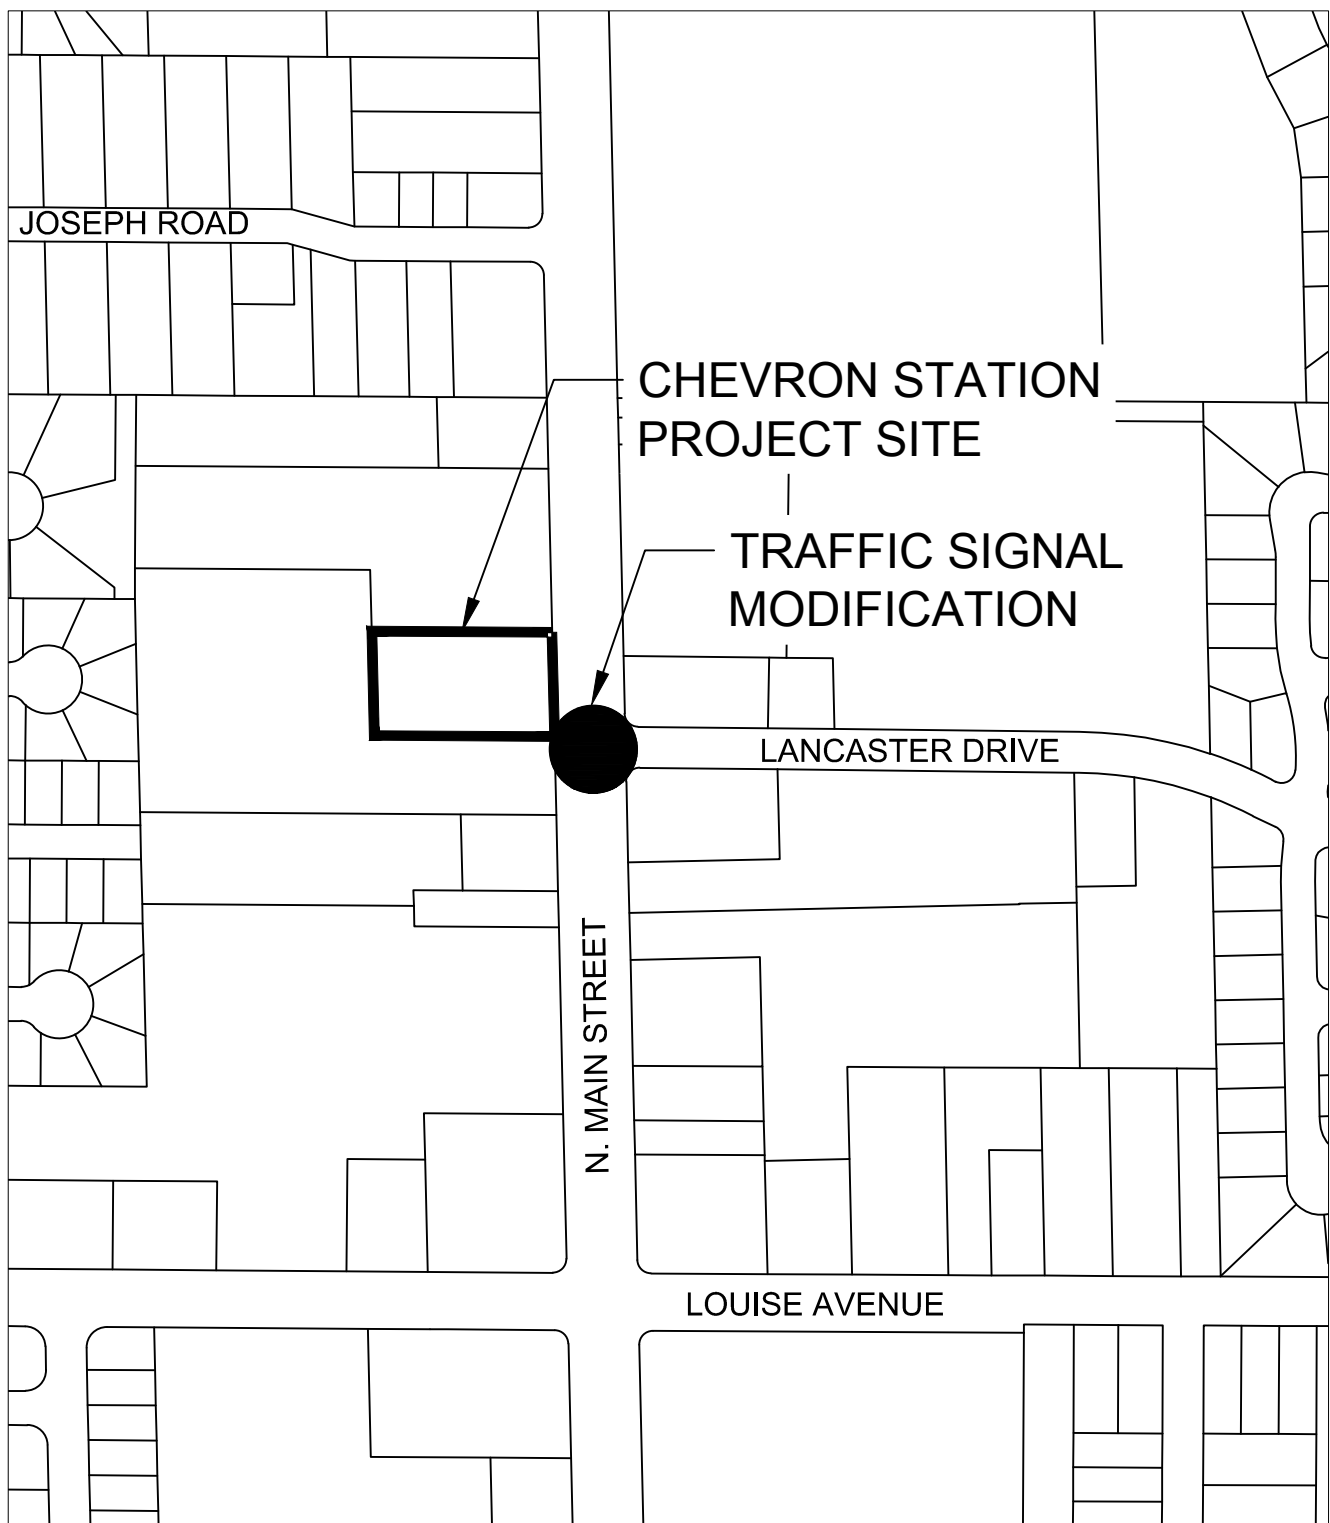 JOSEPH ROAD
CHEVRON STATION
PROJECT SITE
TRAFFIC SIGNAL
MODIFICATION
LANCASTER DRIVE
N. MAIN STREET
LOUISE AVENUE